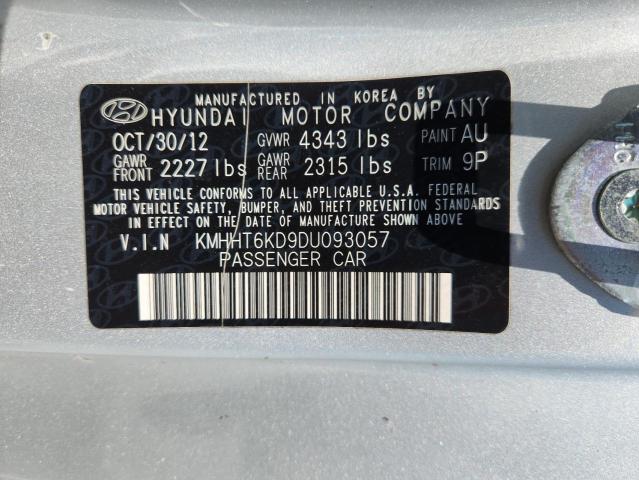 MANUFACTURED IN KOREA BY
HYUNDAI MOTOR COMPANY
OCT/30/12 GVWR 4343 lbs PAINT AU
GAWR FRONT 2227 lbs GAWR REAR 2315 lbs TRIM 9P
THIS VEHICLE CONFORMS TO ALL APPLICABLE U.S.A. FEDERAL
MOTOR VEHICLE SAFETY, BUMPER, AND THEFT PREVENTION STANDARDS
IN EFFECT ON THE DATE OF MANUFACTURE SHOWN ABOVE.
V.I.N KMHHT6KD9DU093057
PASSENGER CAR